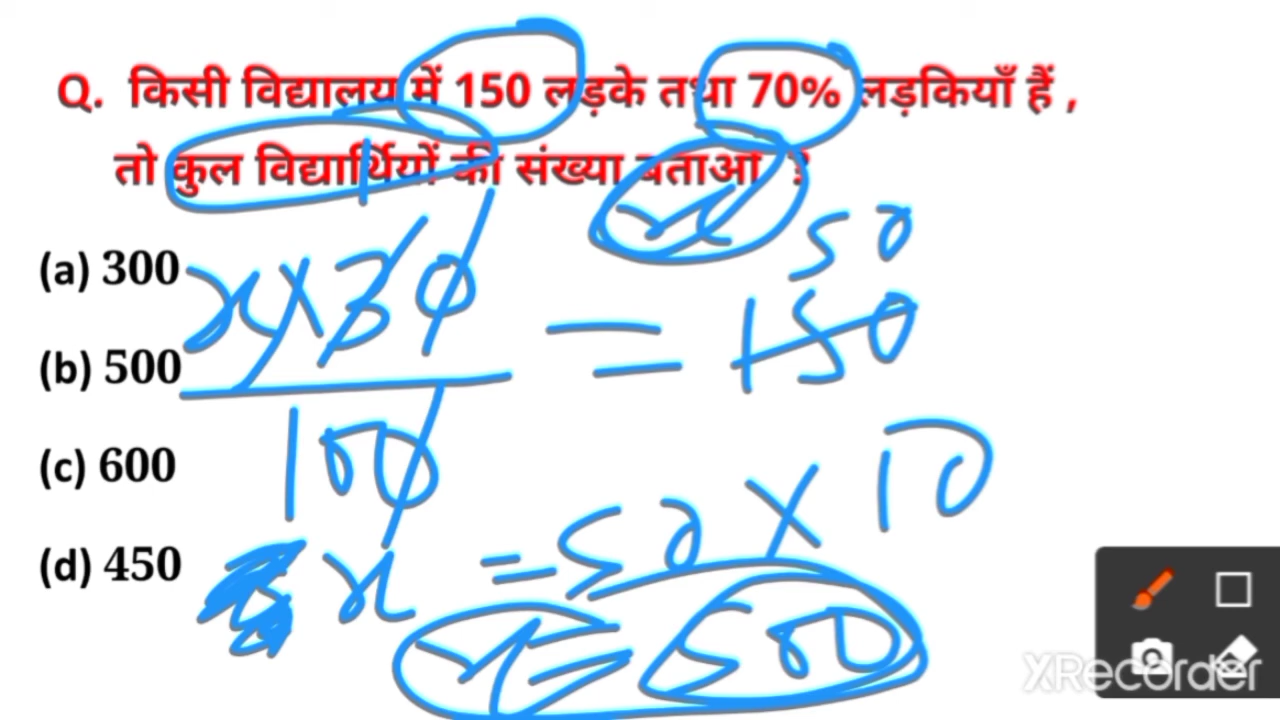 Q. किसी विद्यालय में 150 लड़के तथा 70% लड़कियाँ हैं ,
तो कुल विद्यार्थियों की संख्या बताओ ?
x
(a) 300
x × 30 / 100 = 150
50
(b) 500
(c) 600
x = 50 × 10
(d) 450
x = 500
XRecorder